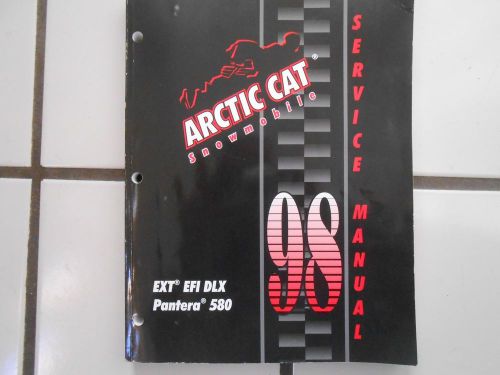 ARCTIC CAT®
Snowmobile
SERVICE MANUAL
98
EXT® EFI DLX
Pantera® 580